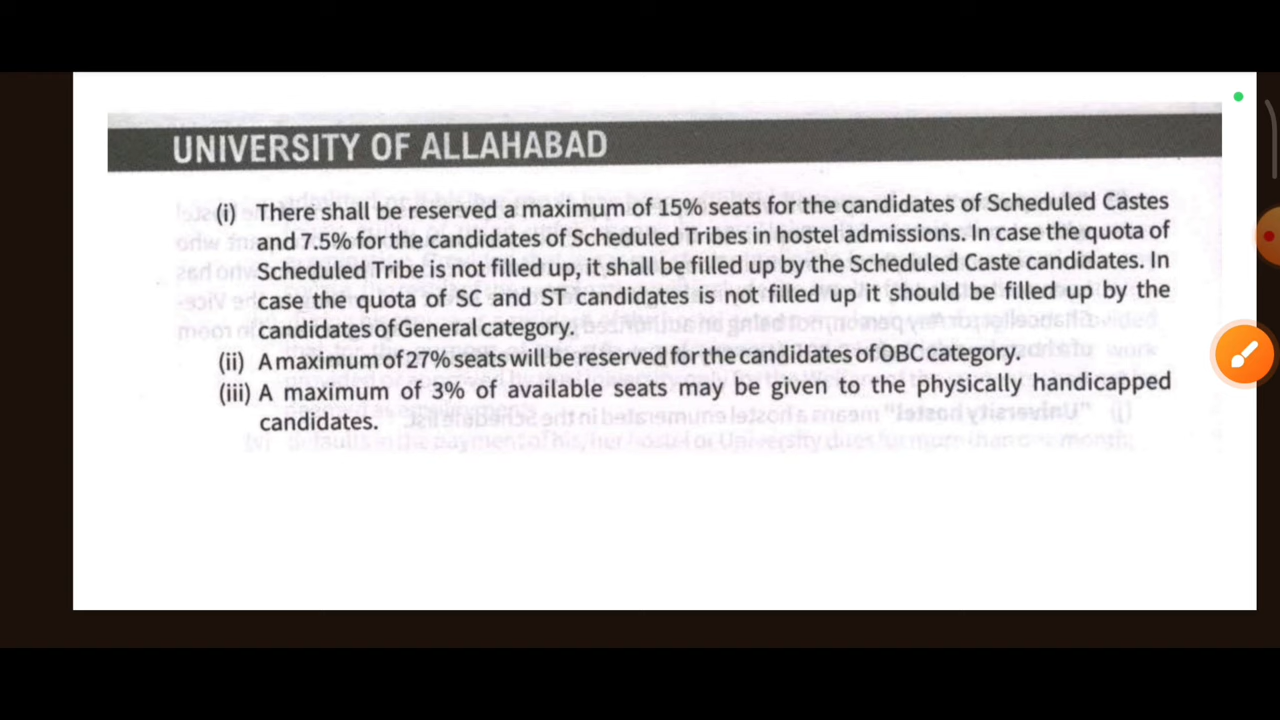 UNIVERSITY OF ALLAHABAD
(i) There shall be reserved a maximum of 15% seats for the candidates of Scheduled Castes
and 7.5% for the candidates of Scheduled Tribes in hostel admissions. In case the quota of
Scheduled Tribe is not filled up, it shall be filled up by the Scheduled Caste candidates. In
case the quota of SC and ST candidates is not filled up it should be filled up by the
candidates of General category.
(ii) A maximum of 27% seats will be reserved for the candidates of OBC category.
(iii) A maximum of 3% of available seats may be given to the physically handicapped
candidates.